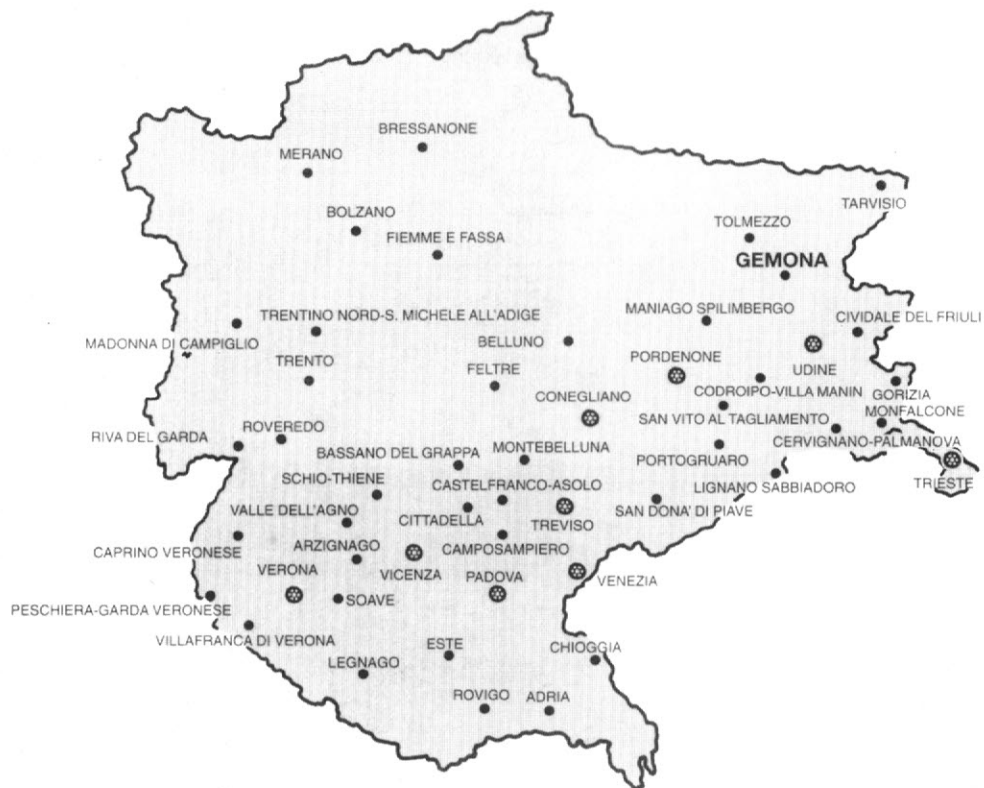 BRESSANONE
MERANO
TARVISIO
BOLZANO
TOLMEZZO
FIEMME E FASSA
GEMONA
MANIAGO SPILIMBERGO
TRENTINO NORD-S. MICHELE ALL'ADIGE
CIVIDALE DEL FRIULI
MADONNA DI CAMPIGLIO
BELLUNO
TRENTO
FELTRE
PORDENONE
UDINE
CONEGLIANO
CODROIPO-VILLA MANIN
GORIZIA
SAN VITO AL TAGLIAMENTO
MONFALCONE
ROVEREDO
RIVA DEL GARDA
CERVIGNANO-PALMANOVA
BASSANO DEL GRAPPA
MONTEBELLUNA
PORTOGRUARO
SCHIO-THIENE
CASTELFRANCO-ASOLO
LIGNANO SABBIADORO
TRIESTE
VALLE DELL'AGNO
CITTADELLA
TREVISO
SAN DONA' DI PIAVE
CAPRINO VERONESE
ARZIGNAGO
CAMPOSAMPIERO
VERONA
VICENZA
PADOVA
VENEZIA
PESCHIERA-GARDA VERONESE
SOAVE
VILLAFRANCA DI VERONA
ESTE
CHIOGGIA
LEGNAGO
ROVIGO
ADRIA